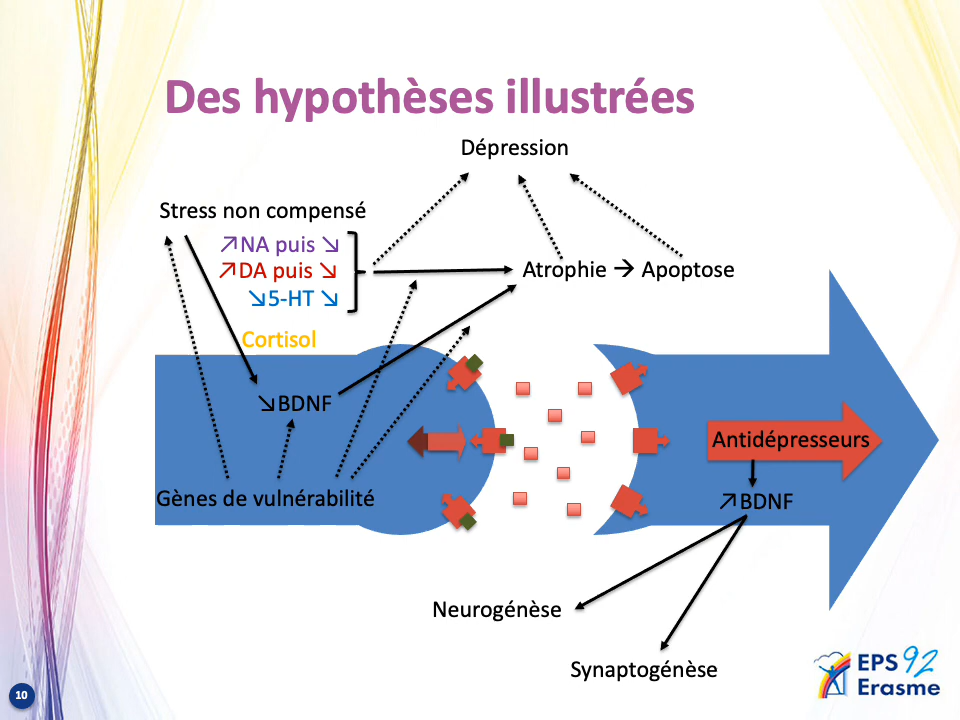 Des hypothèses illustrées
Dépression
Stress non compensé
↗NA puis ↘
↗DA puis ↘
↘5-HT ↘
Atrophie → Apoptose
Cortisol
↘BDNF
Antidépresseurs
Gènes de vulnérabilité
↗BDNF
Neurogénèse
Synaptogénèse
EPS 92
Erasme
10